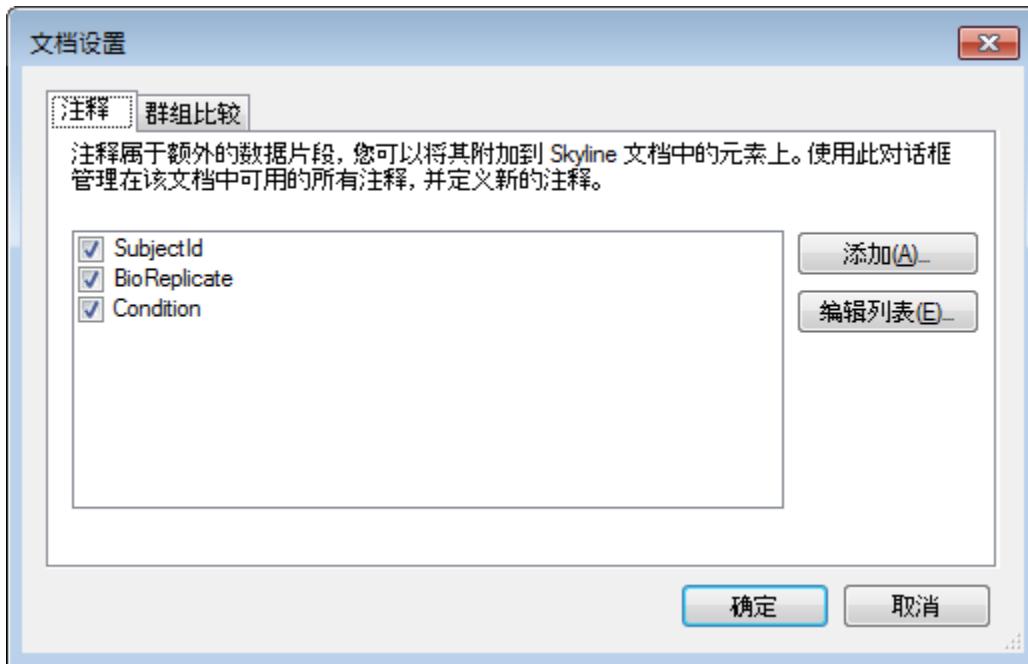 文档设置
注释
群组比较
注释属于额外的数据片段，您可以将其附加到 Skyline 文档中的元素上。使用此对话框
管理在该文档中可用的所有注释，并定义新的注释。
SubjectId
BioReplicate
Condition
添加(A)...
编辑列表(E)...
确定
取消